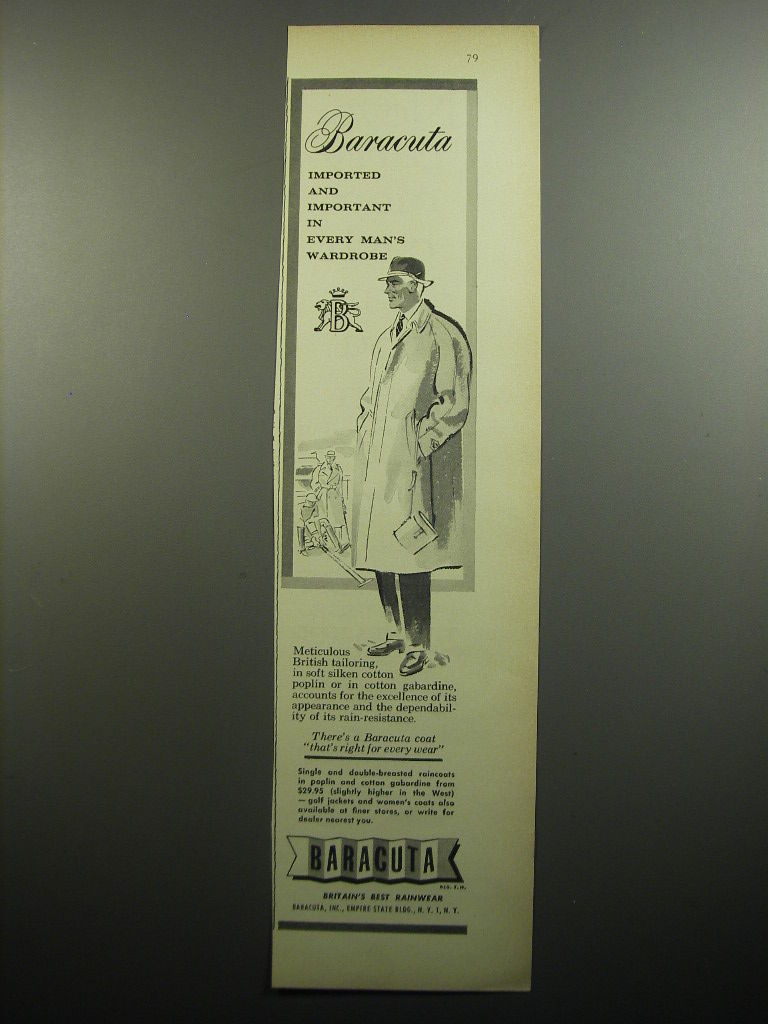 79
Baracuta
IMPORTED
AND
IMPORTANT
IN
EVERY MAN'S
WARDROBE
B
Meticulous
British tailoring,
in soft silken cotton
poplin or in cotton gabardine,
accounts for the excellence of its
appearance and the dependabil-
ity of its rain-resistance.
There's a Baracuta coat
"that's right for every wear"
Single and double-breasted raincoats
in poplin and cotton gabardine from
$29.95 (slightly higher in the West)
— golf jackets and women's coats also
available at finer stores, or write for
dealer nearest you.
BARACUTA
REG. T.M.
BRITAIN'S BEST RAINWEAR
BARACUTA, INC., EMPIRE STATE BLDG., N. Y. 1, N. Y.